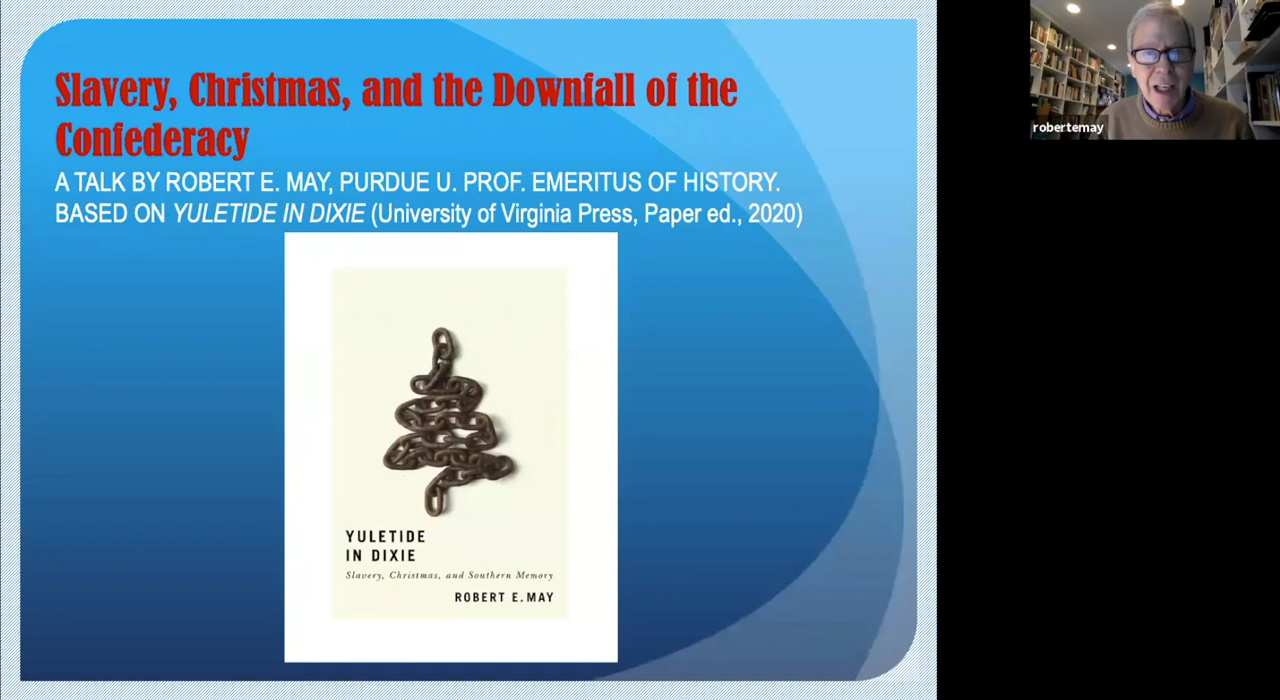 Slavery, Christmas, and the Downfall of the
Confederacy
A TALK BY ROBERT E. MAY, PURDUE U. PROF. EMERITUS OF HISTORY.
BASED ON YULETIDE IN DIXIE (University of Virginia Press, Paper ed., 2020)
YULETIDE
IN DIXIE
Slavery, Christmas, and Southern Memory
ROBERT E. MAY
robertemay